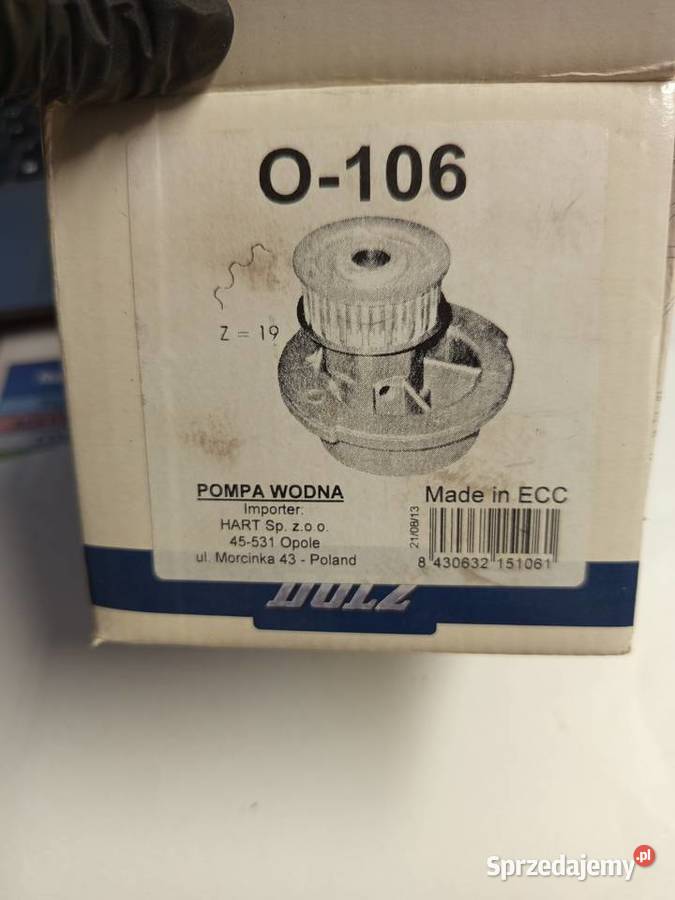 O-106
Z = 19
POMPA WODNA
Importer:
HART Sp. z.o.o.
45-531 Opole
ul. Morcinka 43 - Poland
Made in ECC
21/08/13
8 430632 151061
DOLZ
Sprzedajemy.pl